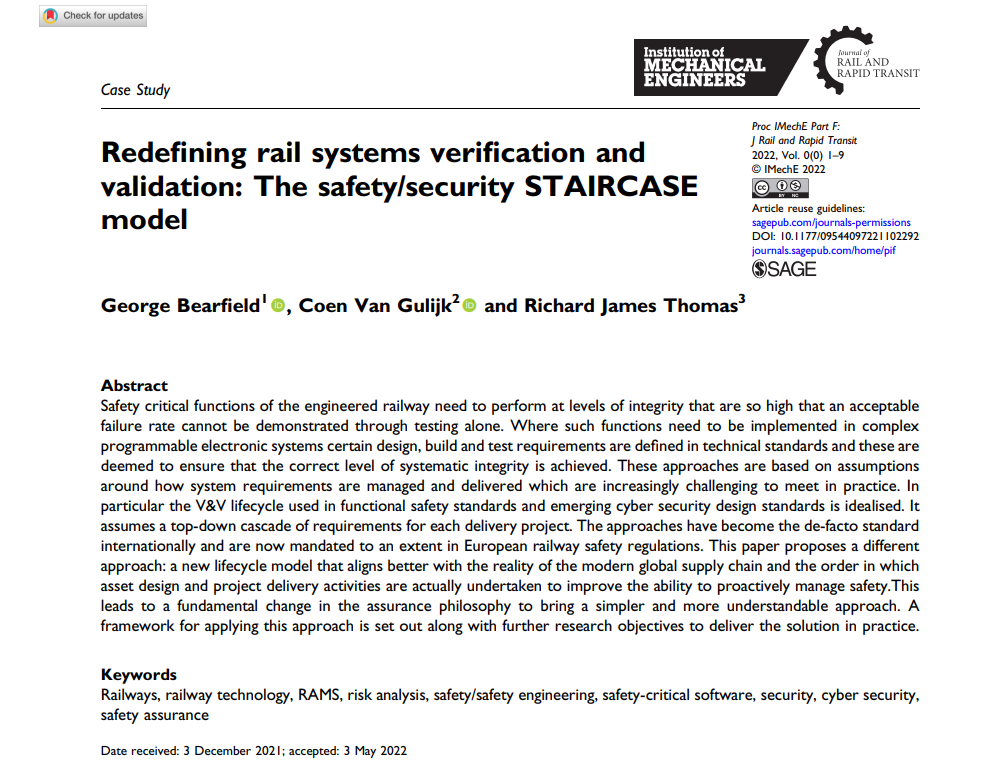 Check for updates
Institution of
MECHANICAL
ENGINEERS
Journal of
RAIL AND
RAPID TRANSIT
Case Study
Redefining rail systems verification and
validation: The safety/security STAIRCASE
model
Proc IMechE Part F:
J Rail and Rapid Transit
2022, Vol. 0(0) 1–9
© IMechE 2022
cc
BY NC
Article reuse guidelines:
sagepub.com/journals-permissions
DOI: 10.1177/09544097221102292
journals.sagepub.com/home/pif
SSAGE
George Bearfield1 iD, Coen Van Gulijk2 iD and Richard James Thomas3
Abstract
Safety critical functions of the engineered railway need to perform at levels of integrity that are so high that an acceptable
failure rate cannot be demonstrated through testing alone. Where such functions need to be implemented in complex
programmable electronic systems certain design, build and test requirements are defined in technical standards and these are
deemed to ensure that the correct level of systematic integrity is achieved. These approaches are based on assumptions
around how system requirements are managed and delivered which are increasingly challenging to meet in practice. In
particular the V&V lifecycle used in functional safety standards and emerging cyber security design standards is idealised. It
assumes a top-down cascade of requirements for each delivery project. The approaches have become the de-facto standard
internationally and are now mandated to an extent in European railway safety regulations. This paper proposes a different
approach: a new lifecycle model that aligns better with the reality of the modern global supply chain and the order in which
asset design and project delivery activities are actually undertaken to improve the ability to proactively manage safety.This
leads to a fundamental change in the assurance philosophy to bring a simpler and more understandable approach. A
framework for applying this approach is set out along with further research objectives to deliver the solution in practice.
Keywords
Railways, railway technology, RAMS, risk analysis, safety/safety engineering, safety-critical software, security, cyber security,
safety assurance
Date received: 3 December 2021; accepted: 3 May 2022